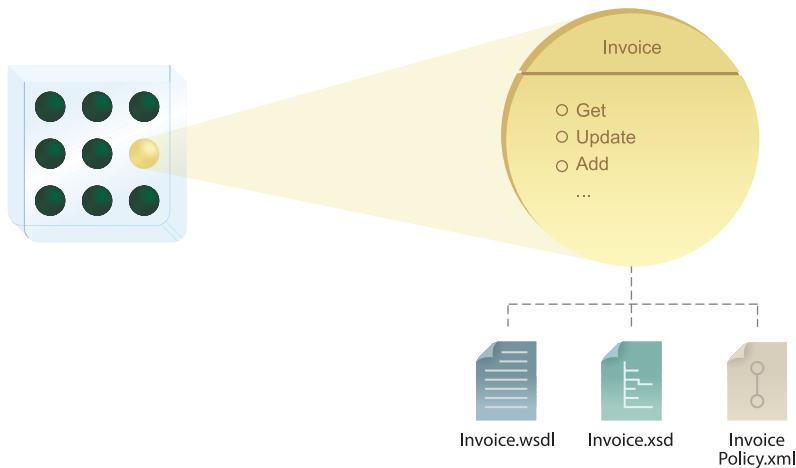 Invoice
Get
Update
Add
...
Invoice.wsdl
Invoice.xsd
Invoice
Policy.xml